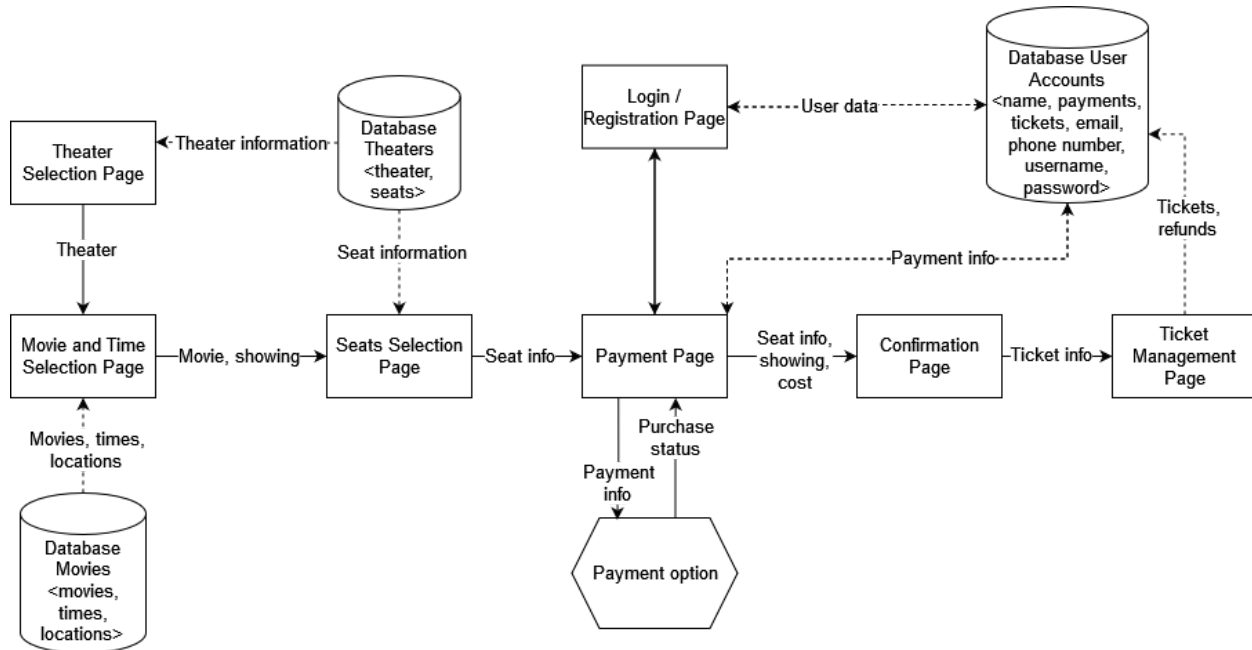 Database User
Accounts
<name, payments,
tickets, email,
phone number,
username,
password>
Login /
Registration Page
User data
Database
Theaters
<theater,
seats>
Theater information
Theater
Selection Page
Theater
Seat information
Payment info
Tickets,
refunds
Movie and Time
Selection Page
Movie, showing
Seats Selection
Page
Seat info
Payment Page
Seat info,
showing,
cost
Confirmation
Page
Ticket info
Ticket
Management
Page
Movies, times,
locations
Purchase
status
Payment
info
Database
Movies
<movies,
times,
locations>
Payment option